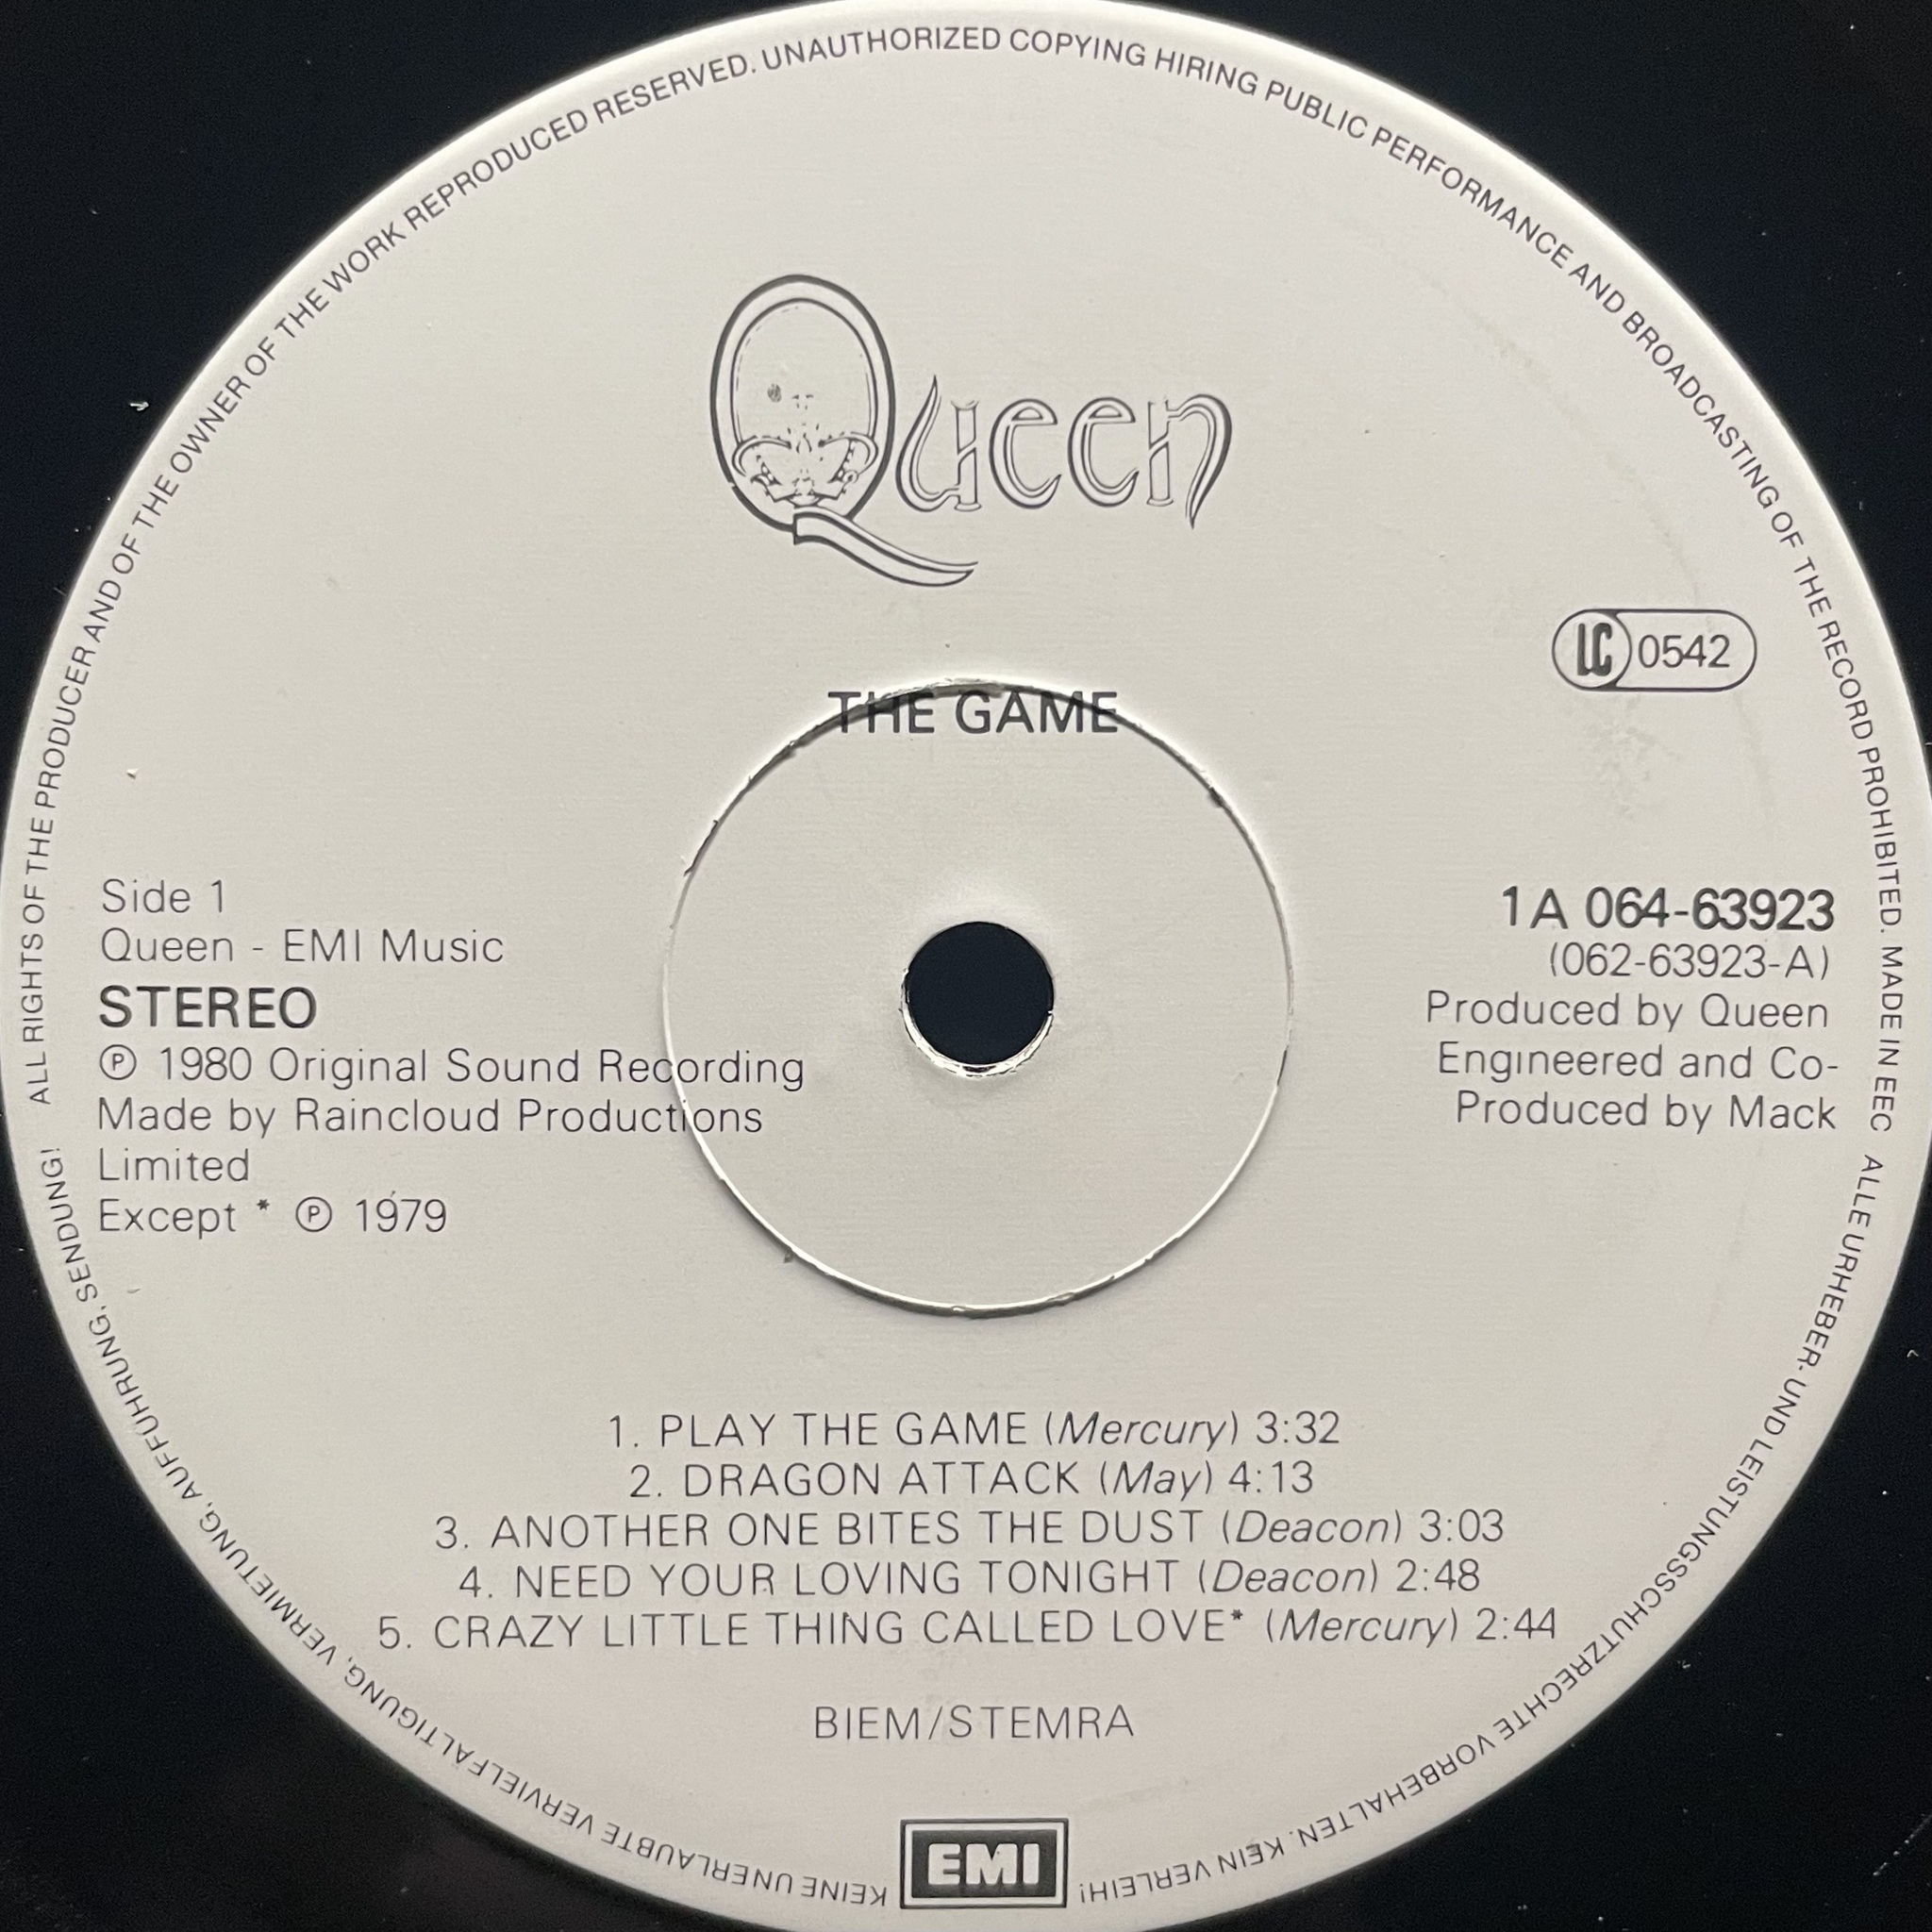 ALL RIGHTS OF THE PRODUCER AND OF THE OWNER OF THE WORK REPRODUCED RESERVED. UNAUTHORIZED COPYING HIRING PUBLIC PERFORMANCE AND BROADCASTING OF THE RECORD PROHIBITED. MADE IN EEC
Queen
LC 0542
THE GAME
Side 1
Queen - EMI Music
STEREO
℗ 1980 Original Sound Recording
Made by Raincloud Productions
Limited
Except * ℗ 1979
1A 064-63923
(062-63923-A)
Produced by Queen
Engineered and Co-
Produced by Mack
1. PLAY THE GAME (Mercury) 3:32
2. DRAGON ATTACK (May) 4:13
3. ANOTHER ONE BITES THE DUST (Deacon) 3:03
4. NEED YOUR LOVING TONIGHT (Deacon) 2:48
5. CRAZY LITTLE THING CALLED LOVE* (Mercury) 2:44
BIEM/STEMRA
EMI
ALLE URHEBER- UND LEISTUNGSSCHUTZRECHTE VORBEHALTEN. KEIN VERLEIH! KEINE UNERLAUBTE VERVIELFÄLTIGUNG, VERMIETUNG, AUFFÜHRUNG, SENDUNG!